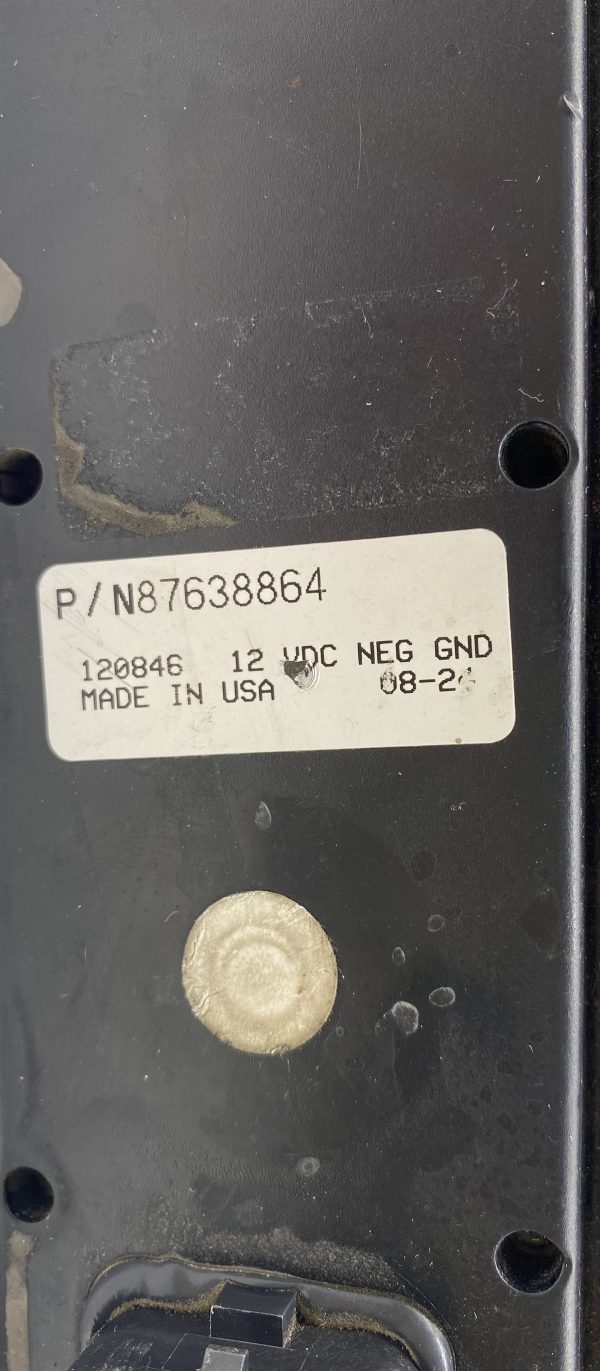 P/N87638864
120846 12 VDC NEG GND
MADE IN USA